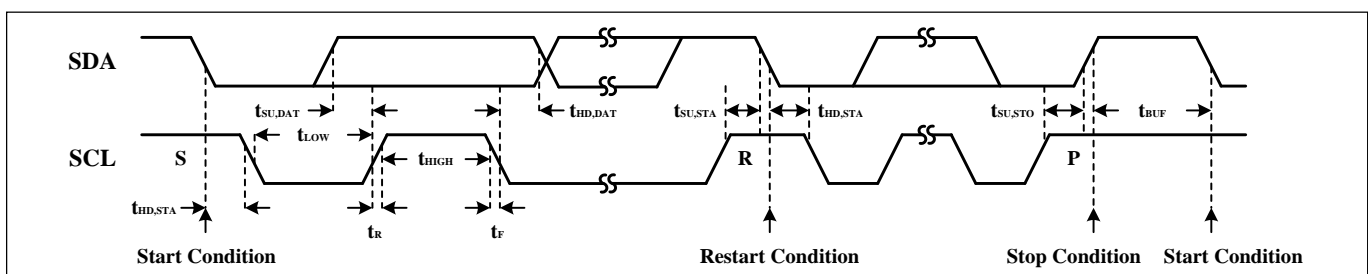 SDA
tSU,DAT tHD,DAT tSU,STA tHD,STA tSU,STO tBUF
tLOW
SCL S tHIGH R P
tHD,STA
tR tF
Start Condition Restart Condition Stop Condition Start Condition